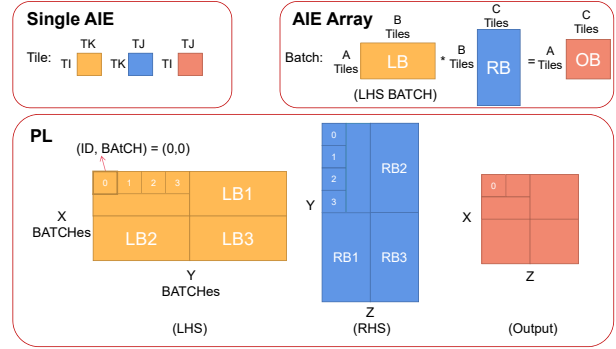 Single AIE
TK TJ TJ
Tile: TI TK TI
AIE Array
B
Tiles
C
Tiles
C
Tiles
Batch: A
Tiles
LB
* B
Tiles
RB
= A
Tiles
OB
(LHS BATCH)
PL
(ID, BAtCH) = (0,0)
0 1 2 3
LB1
LB2 LB3
X
BATCHes
Y
BATCHes
(LHS)
0
1
2
3
RB2
RB1 RB3
Y
Z
(RHS)
0
X
Z
(Output)